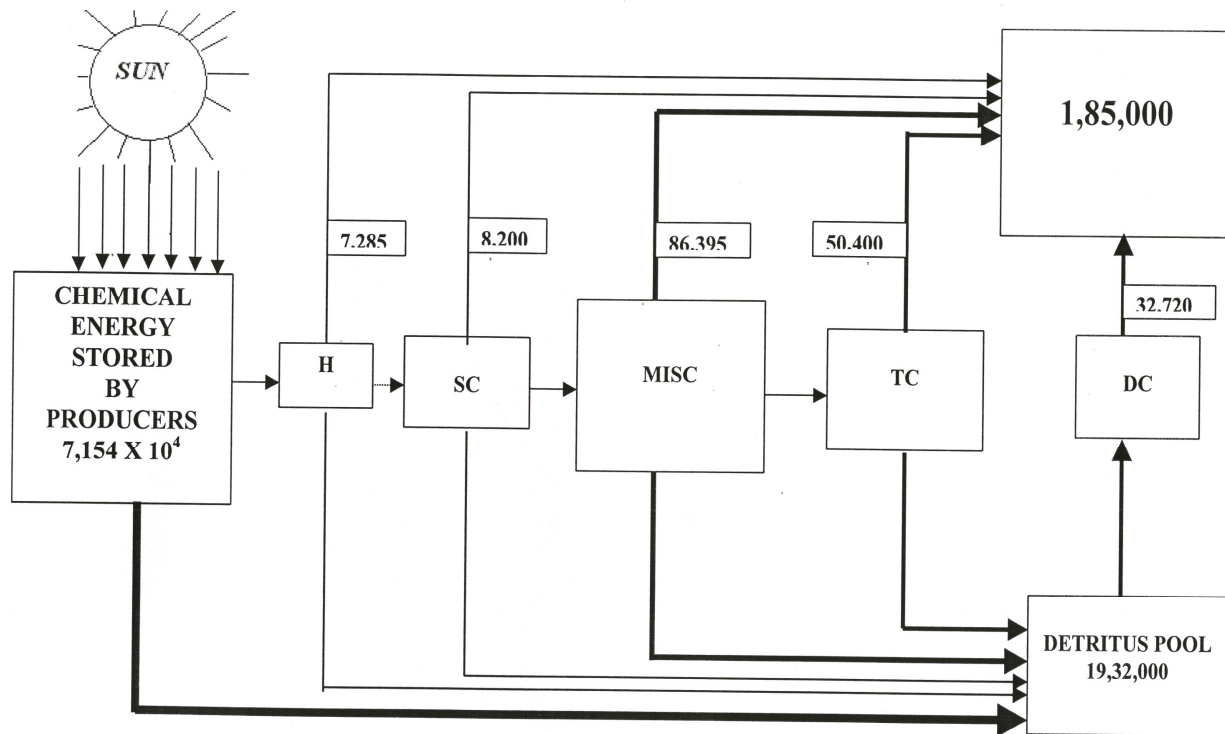 SUN
1,85,000
7.285
8.200
86.395
50.400
32.720
CHEMICAL
ENERGY
STORED
BY
PRODUCERS
7,154 X 10⁴
H
SC
MISC
TC
DC
DETRITUS POOL
19,32,000